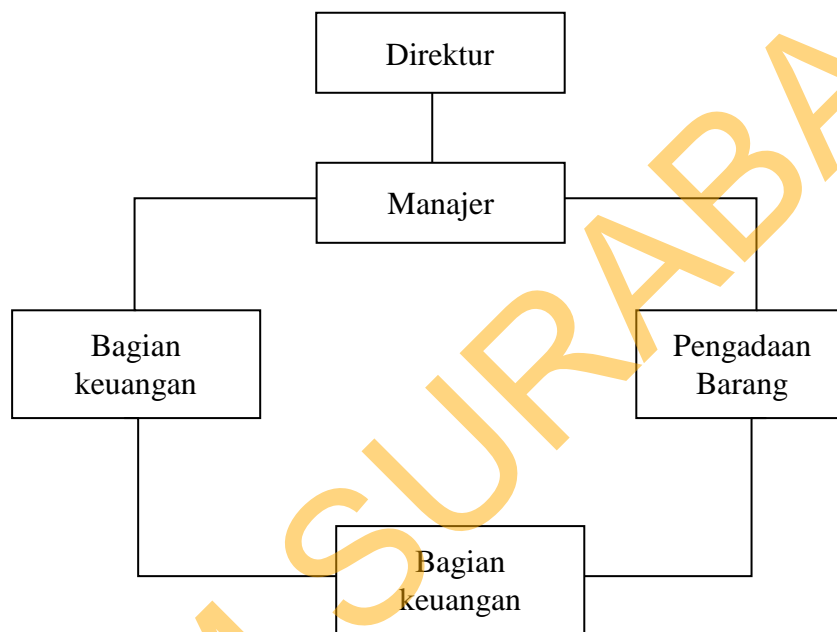 Direktur
Manajer
Bagian
keuangan
Pengadaan
Barang
Bagian
keuangan
SURABA